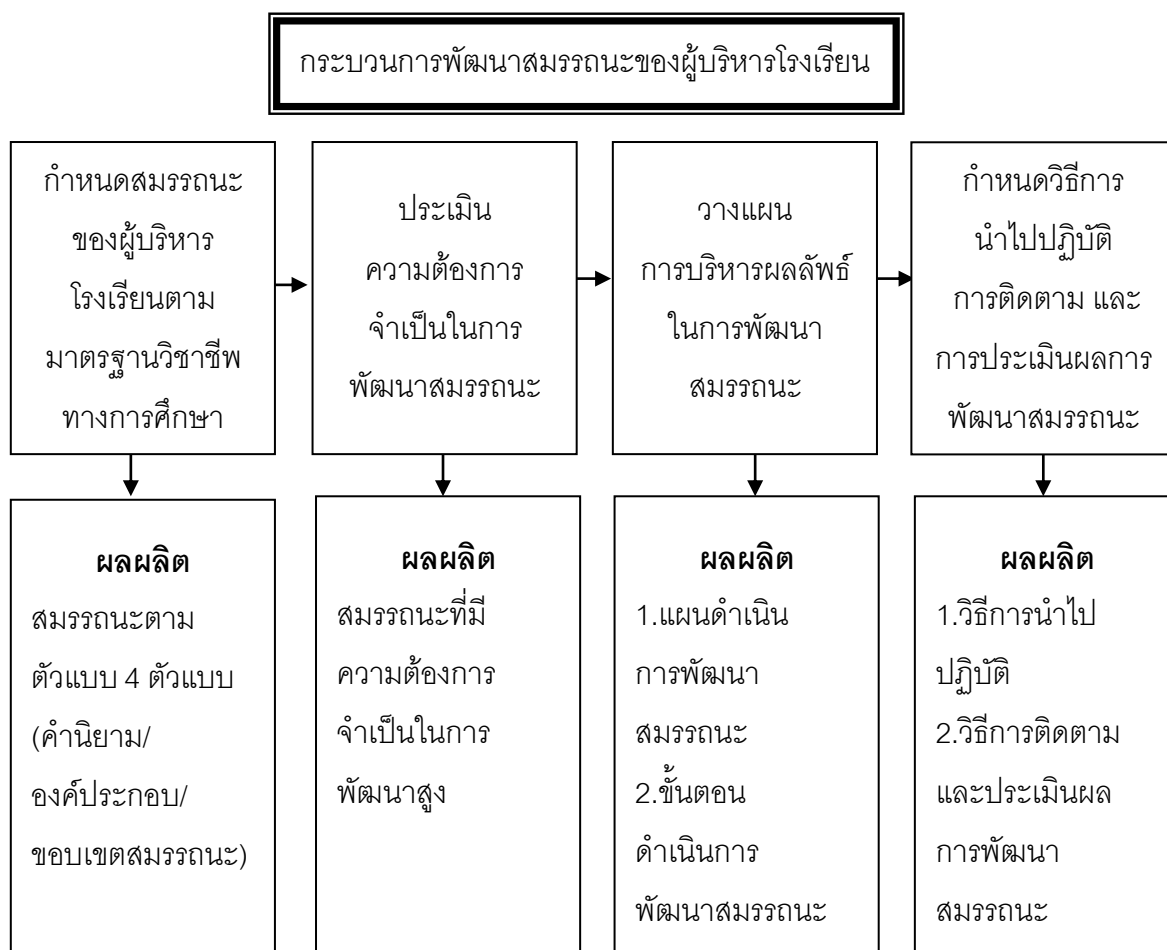 กระบวนการพัฒนาสมรรถนะของผู้บริหารโรงเรียน
กำหนดสมรรถนะ
ของผู้บริหาร
โรงเรียนตาม
มาตรฐานวิชาชีพ
ทางการศึกษา
ประเมิน
ความต้องการ
จำเป็นในการ
พัฒนาสมรรถนะ
วางแผน
การบริหารผลลัพธ์
ในการพัฒนา
สมรรถนะ
กำหนดวิธีการ
นำไปปฏิบัติ
การติดตาม และ
การประเมินผลการ
พัฒนาสมรรถนะ
ผลผลิต
สมรรถนะตาม
ตัวแบบ 4 ตัวแบบ
(คำนิยาม/
องค์ประกอบ/
ขอบเขตสมรรถนะ)
ผลผลิต
สมรรถนะที่มี
ความต้องการ
จำเป็นในการ
พัฒนาสูง
ผลผลิต
1.แผนดำเนิน
การพัฒนา
สมรรถนะ
2.ขั้นตอน
ดำเนินการ
พัฒนาสมรรถนะ
ผลผลิต
1.วิธีการนำไป
ปฏิบัติ
2.วิธีการติดตาม
และประเมินผล
การพัฒนา
สมรรถนะ